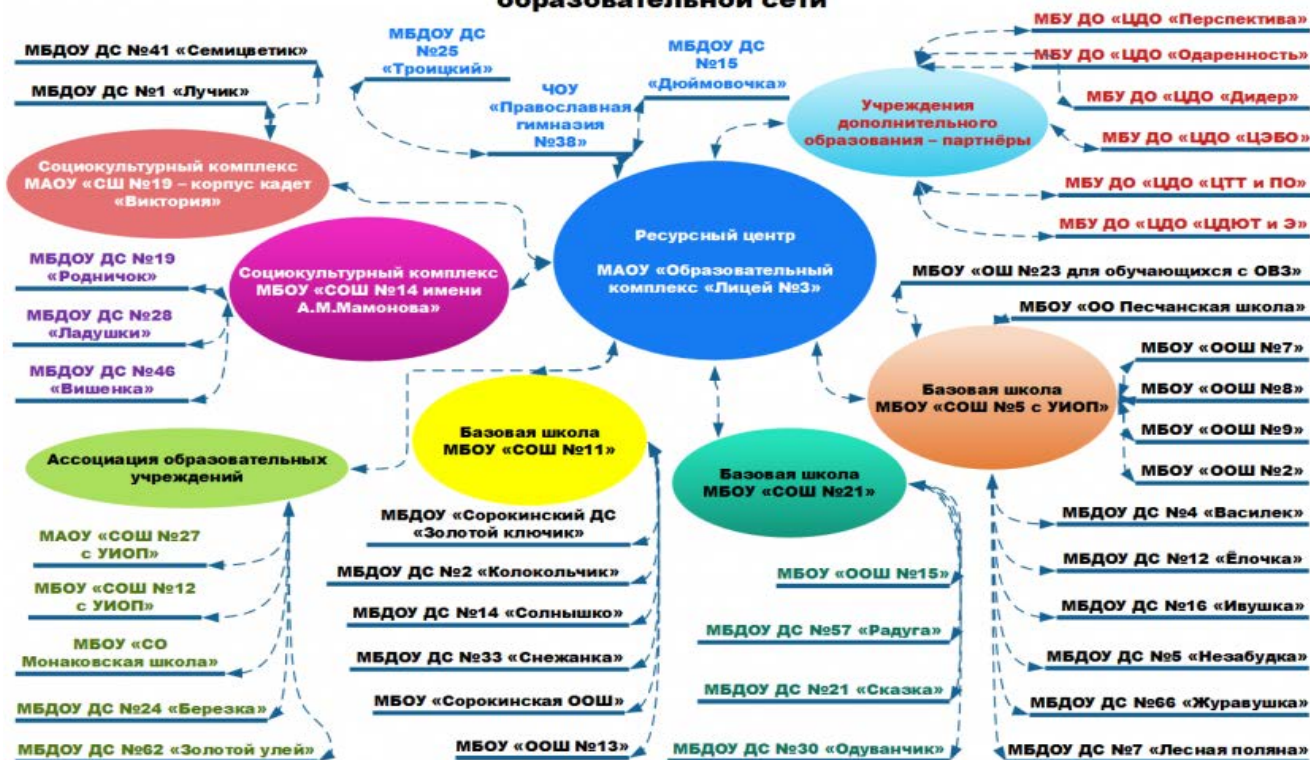 образовательной сети
МБДОУ ДС №41 «Семицветик»
МБДОУ ДС №1 «Лучик»
Социокультурный комплекс
МАОУ «СШ №19 – корпус кадет
«Виктория»
МБДОУ ДС
№25
«Троицкий»
ЧОУ
«Православная
гимназия
№38»
МБДОУ ДС
№15
«Дюймовочка»
Учреждения
дополнительного
образования – партнёры
МБУ ДО «ЦДО «Перспектива»
МБУ ДО «ЦДО «Одаренность»
МБУ ДО «ЦДО «Дидер»
МБУ ДО «ЦДО «ЦЭБО»
МБУ ДО «ЦДО «ЦТТ и ПО»
МБУ ДО «ЦДО «ЦДЮТ и Э»
Ресурсный центр
МАОУ «Образовательный
комплекс «Лицей №3»
Социокультурный комплекс
МБОУ «СОШ №14 имени
А.М.Мамонова»
МБДОУ ДС №19
«Родничок»
МБДОУ ДС №28
«Ладушки»
МБДОУ ДС №46
«Вишенка»
МБОУ «ОШ №23 для обучающихся с ОВЗ»
МБОУ «ОО Песчанская школа»
МБОУ «ООШ №7»
МБОУ «ООШ №8»
МБОУ «ООШ №9»
МБОУ «ООШ №2»
Базовая школа
МБОУ «СОШ №5 с УИОП»
МБДОУ ДС №4 «Василек»
МБДОУ ДС №12 «Ёлочка»
МБДОУ ДС №16 «Ивушка»
МБДОУ ДС №5 «Незабудка»
МБДОУ ДС №66 «Журавушка»
МБДОУ ДС №7 «Лесная поляна»
Ассоциация образовательных
учреждений
МАОУ «СОШ №27
с УИОП»
МБОУ «СОШ №12
с УИОП»
МБОУ «СО
Монаковская школа»
МБДОУ ДС №24 «Березка»
МБДОУ ДС №62 «Золотой улей»
Базовая школа
МБОУ «СОШ №11»
МБДОУ «Сорокинский ДС
«Золотой ключик»
МБДОУ ДС №2 «Колокольчик»
МБДОУ ДС №14 «Солнышко»
МБДОУ ДС №33 «Снежанка»
МБОУ «Сорокинская ООШ»
МБОУ «ООШ №13»
Базовая школа
МБОУ «СОШ №21»
МБОУ «ООШ №15»
МБДОУ ДС №57 «Радуга»
МБДОУ ДС №21 «Сказка»
МБДОУ ДС №30 «Одуванчик»